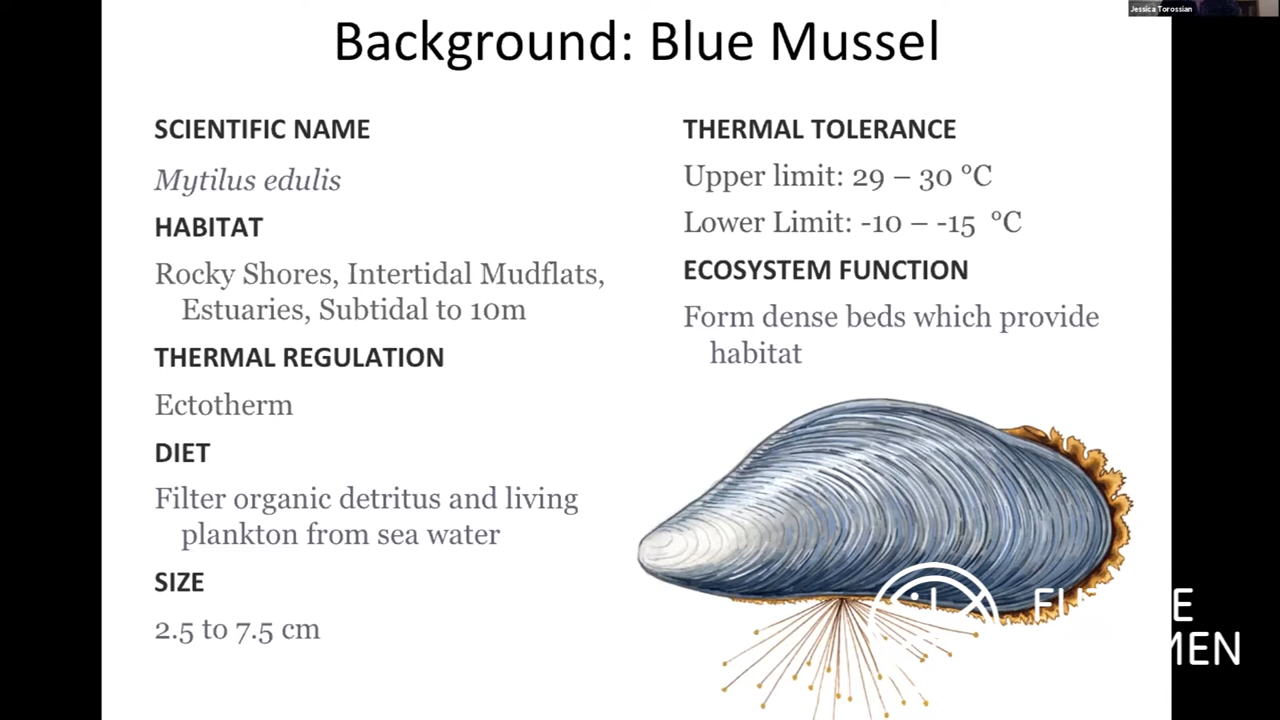 Jessica Torossian
Background: Blue Mussel
SCIENTIFIC NAME
Mytilus edulis
HABITAT
Rocky Shores, Intertidal Mudflats,
Estuaries, Subtidal to 10m
THERMAL REGULATION
Ectotherm
DIET
Filter organic detritus and living
plankton from sea water
SIZE
2.5 to 7.5 cm
THERMAL TOLERANCE
Upper limit: 29 – 30 °C
Lower Limit: -10 – -15 °C
ECOSYSTEM FUNCTION
Form dense beds which provide
habitat